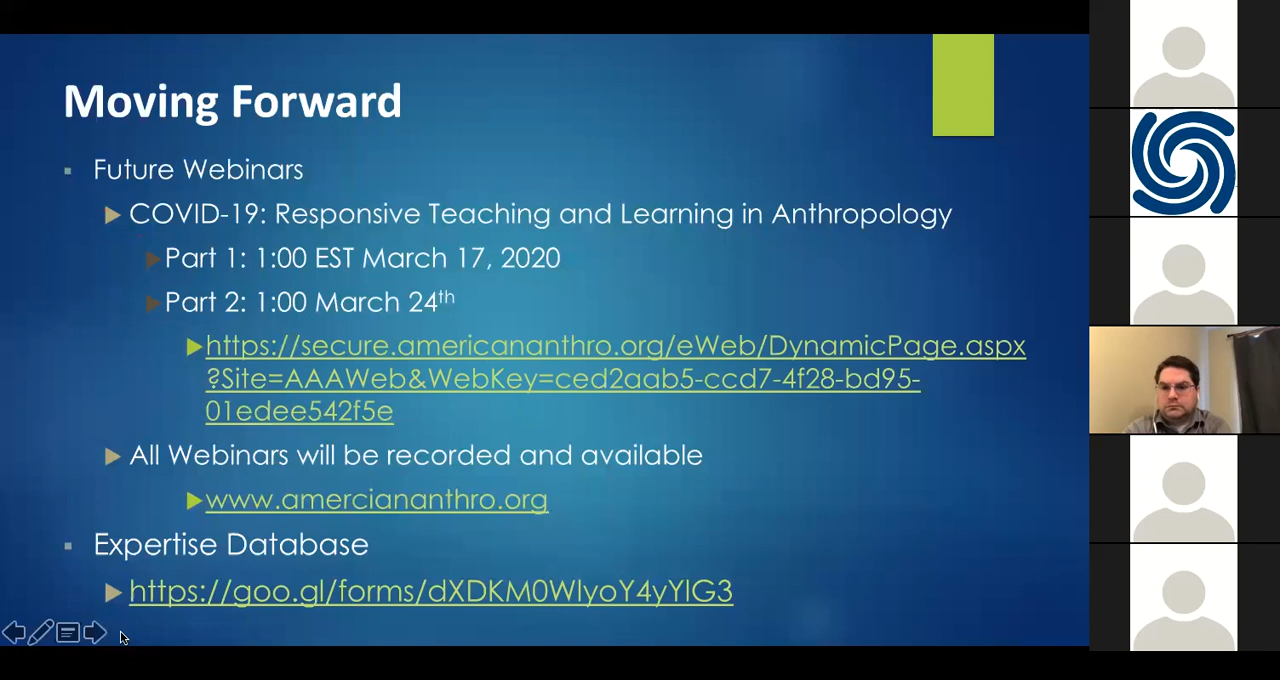 Moving Forward
Future Webinars
COVID-19: Responsive Teaching and Learning in Anthropology
Part 1: 1:00 EST March 17, 2020
Part 2: 1:00 March 24th
https://secure.americananthro.org/eWeb/DynamicPage.aspx
?Site=AAAWeb&WebKey=ced2aab5-ccd7-4f28-bd95-
01edee542f5e
All Webinars will be recorded and available
www.amerciananthro.org
Expertise Database
https://goo.gl/forms/dXDKM0WlyoY4yYlG3